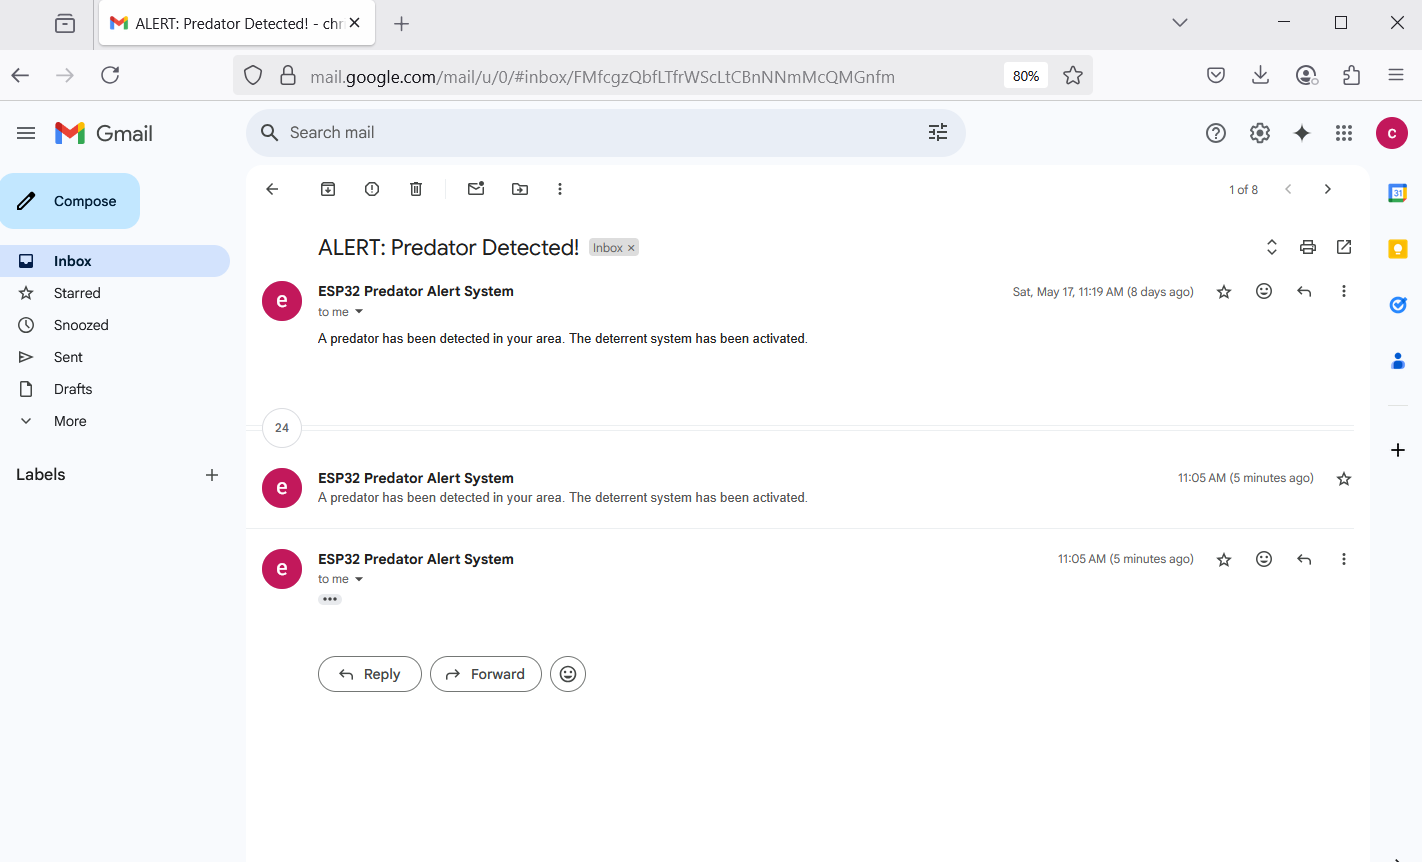 ALERT: Predator Detected! - chr
mail.google.com/mail/u/0/#inbox/FMfcgzQbfLTfrWScLtCBnNNmMcQMGnfm
80%
Gmail
Search mail
c
Compose
1 of 8
31
Inbox
Starred
Snoozed
Sent
Drafts
More
Labels
ALERT: Predator Detected!
Inbox ×
e
ESP32 Predator Alert System
Sat, May 17, 11:19 AM (8 days ago)
to me
A predator has been detected in your area. The deterrent system has been activated.
24
e
ESP32 Predator Alert System
11:05 AM (5 minutes ago)
A predator has been detected in your area. The deterrent system has been activated.
e
ESP32 Predator Alert System
11:05 AM (5 minutes ago)
to me
Reply
Forward